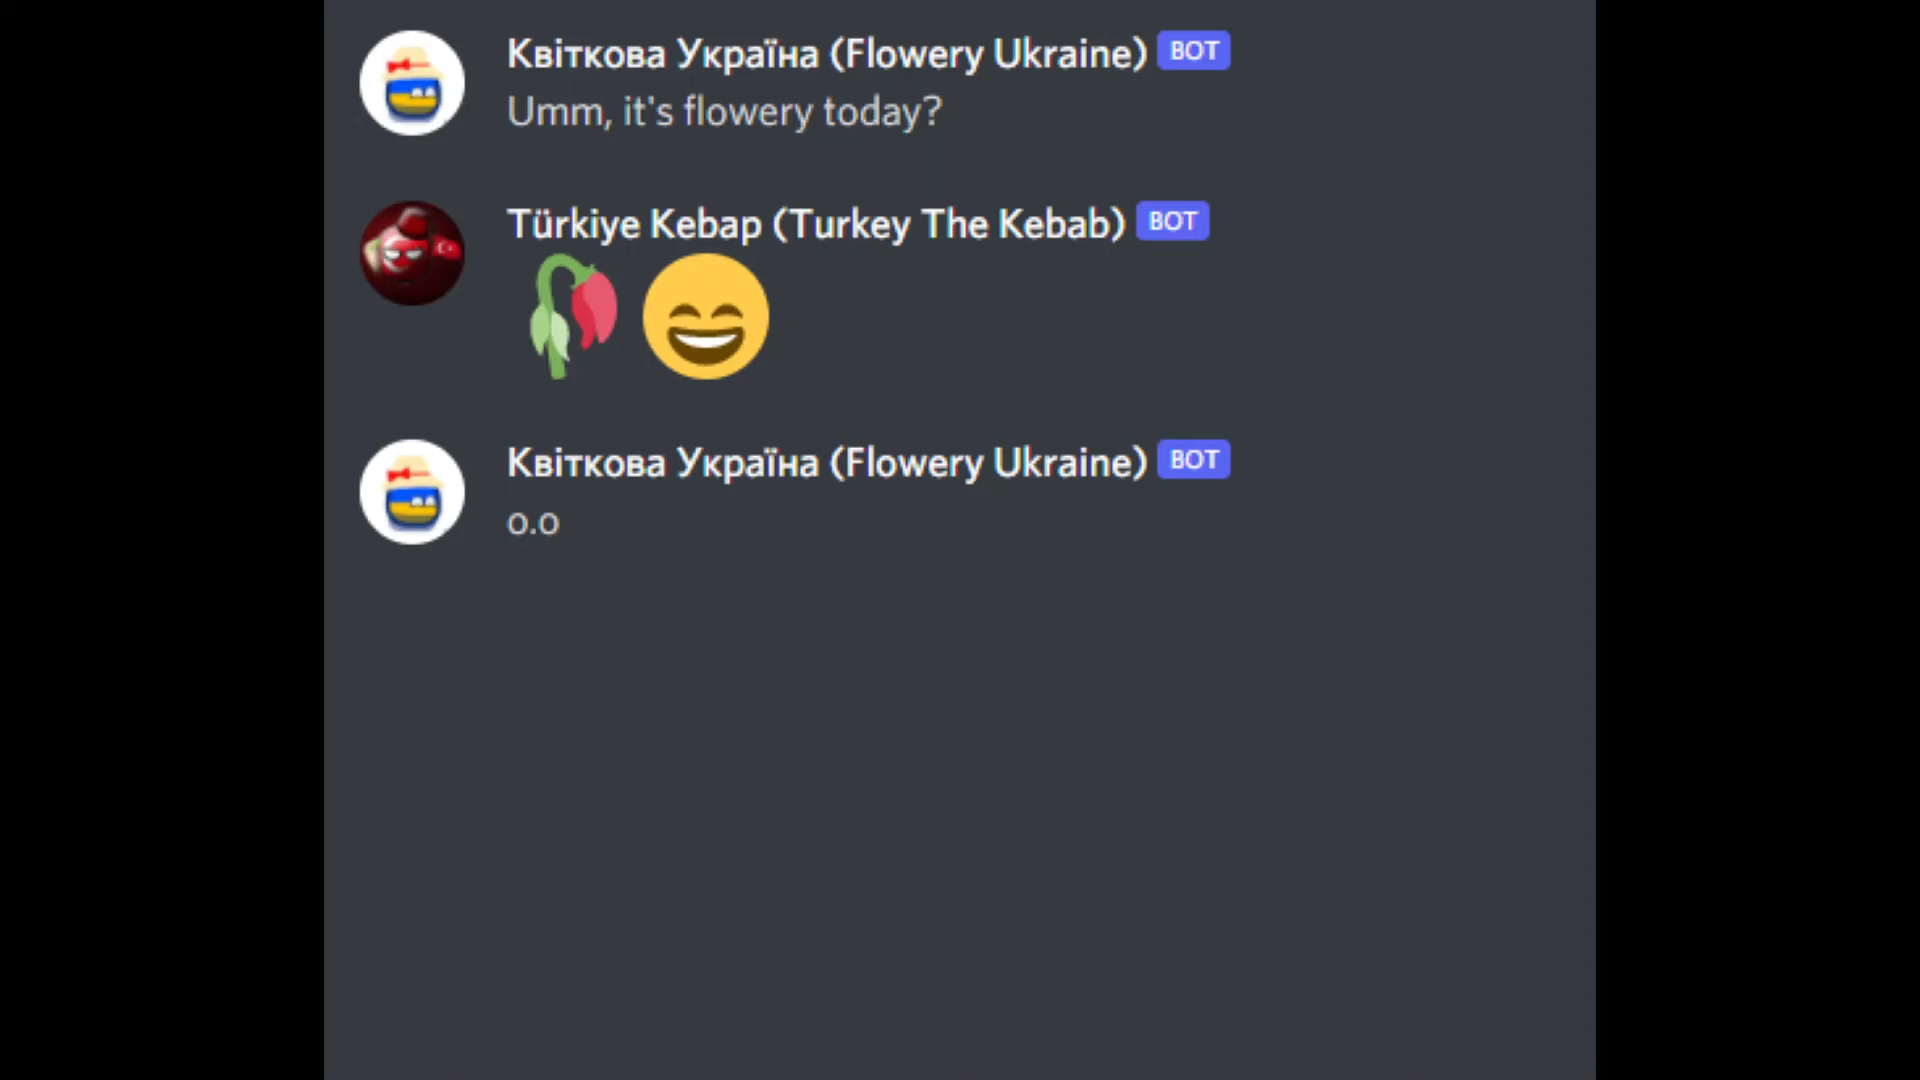 Квіткова Україна (Flowery Ukraine) BOT
Umm, it's flowery today?
Türkiye Kebap (Turkey The Kebab) BOT
🥀 😄
Квіткова Україна (Flowery Ukraine) BOT
o.o